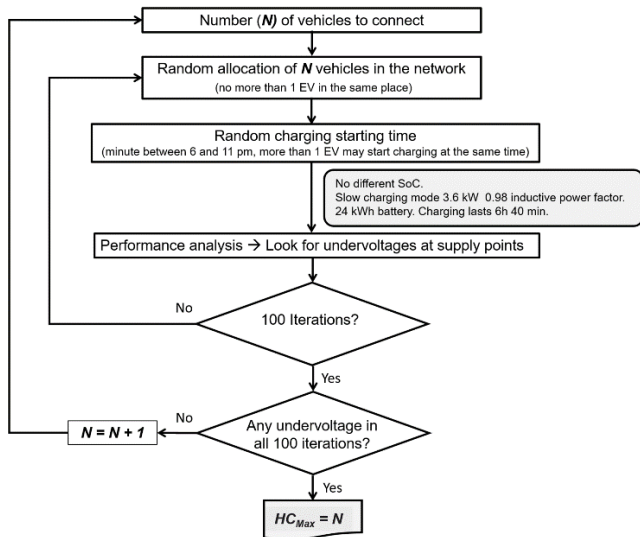 Number (N) of vehicles to connect
Random allocation of N vehicles in the network
(no more than 1 EV in the same place)
Random charging starting time
(minute between 6 and 11 pm, more than 1 EV may start charging at the same time)
No different SoC.
Slow charging mode 3.6 kW 0.98 inductive power factor.
24 kWh battery. Charging lasts 6h 40 min.
Performance analysis → Look for undervoltages at supply points
No
100 Iterations?
Yes
N = N + 1
No
Any undervoltage in
all 100 iterations?
Yes
HCMax = N